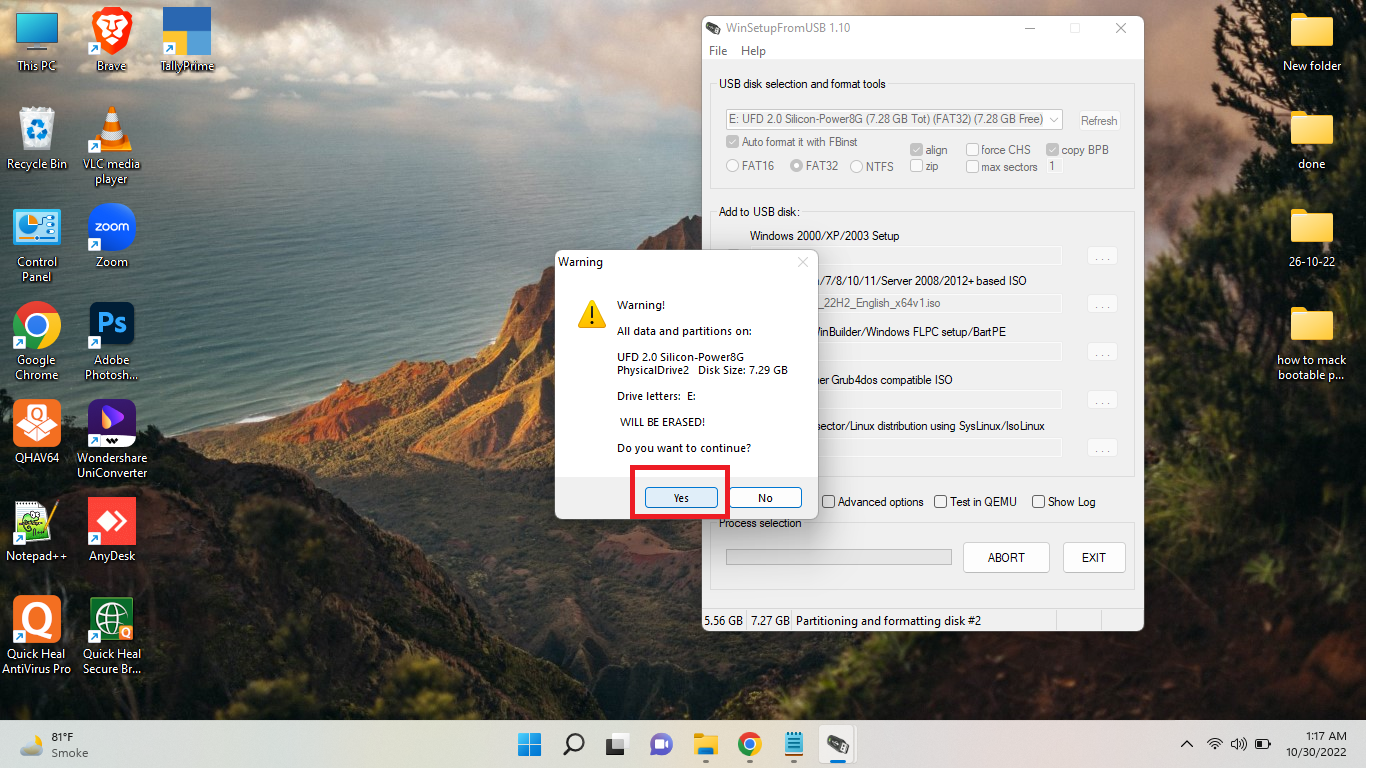 This PC
Brave
TallyPrime
Recycle Bin
VLC media
player
Control
Panel
zoom
Zoom
Google
Chrome
Ps
Adobe
Photosh...
QHAV64
Wondershare
UniConverter
Notepad++
AnyDesk
Quick Heal
AntiVirus Pro
Quick Heal
Secure Br...
WinSetupFromUSB 1.10
File Help
USB disk selection and format tools
E: UFD 2.0 Silicon-Power8G (7.28 GB Tot) (FAT32) (7.28 GB Free)
Refresh
Auto format it with FBinst
align
force CHS
copy BPB
FAT16
FAT32
NTFS
zip
max sectors
1
Add to USB disk:
Windows 2000/XP/2003 Setup
...
/7/8/10/11/Server 2008/2012+ based ISO
_22H2_English_x64v1.iso
...
inBuilder/Windows FLPC setup/BartPE
...
er Grub4dos compatible ISO
...
sector/Linux distribution using SysLinux/IsoLinux
...
Advanced options
Test in QEMU
Show Log
Process selection
ABORT
EXIT
5.56 GB
7.27 GB
Partitioning and formatting disk #2
Warning
Warning!
All data and partitions on:
UFD 2.0 Silicon-Power8G
PhysicalDrive2 Disk Size: 7.29 GB
Drive letters: E:
WILL BE ERASED!
Do you want to continue?
Yes
No
New folder
done
26-10-22
how to mack
bootable p...
81°F
Smoke
1:17 AM
10/30/2022